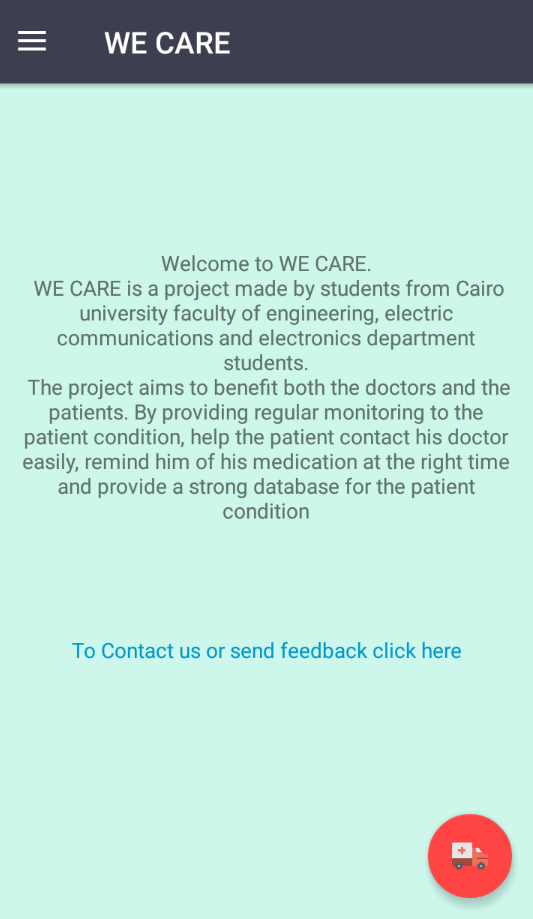 WE CARE
Welcome to WE CARE.
WE CARE is a project made by students from Cairo
university faculty of engineering, electric
communications and electronics department
students.
The project aims to benefit both the doctors and the
patients. By providing regular monitoring to the
patient condition, help the patient contact his doctor
easily, remind him of his medication at the right time
and provide a strong database for the patient
condition
To Contact us or send feedback click here